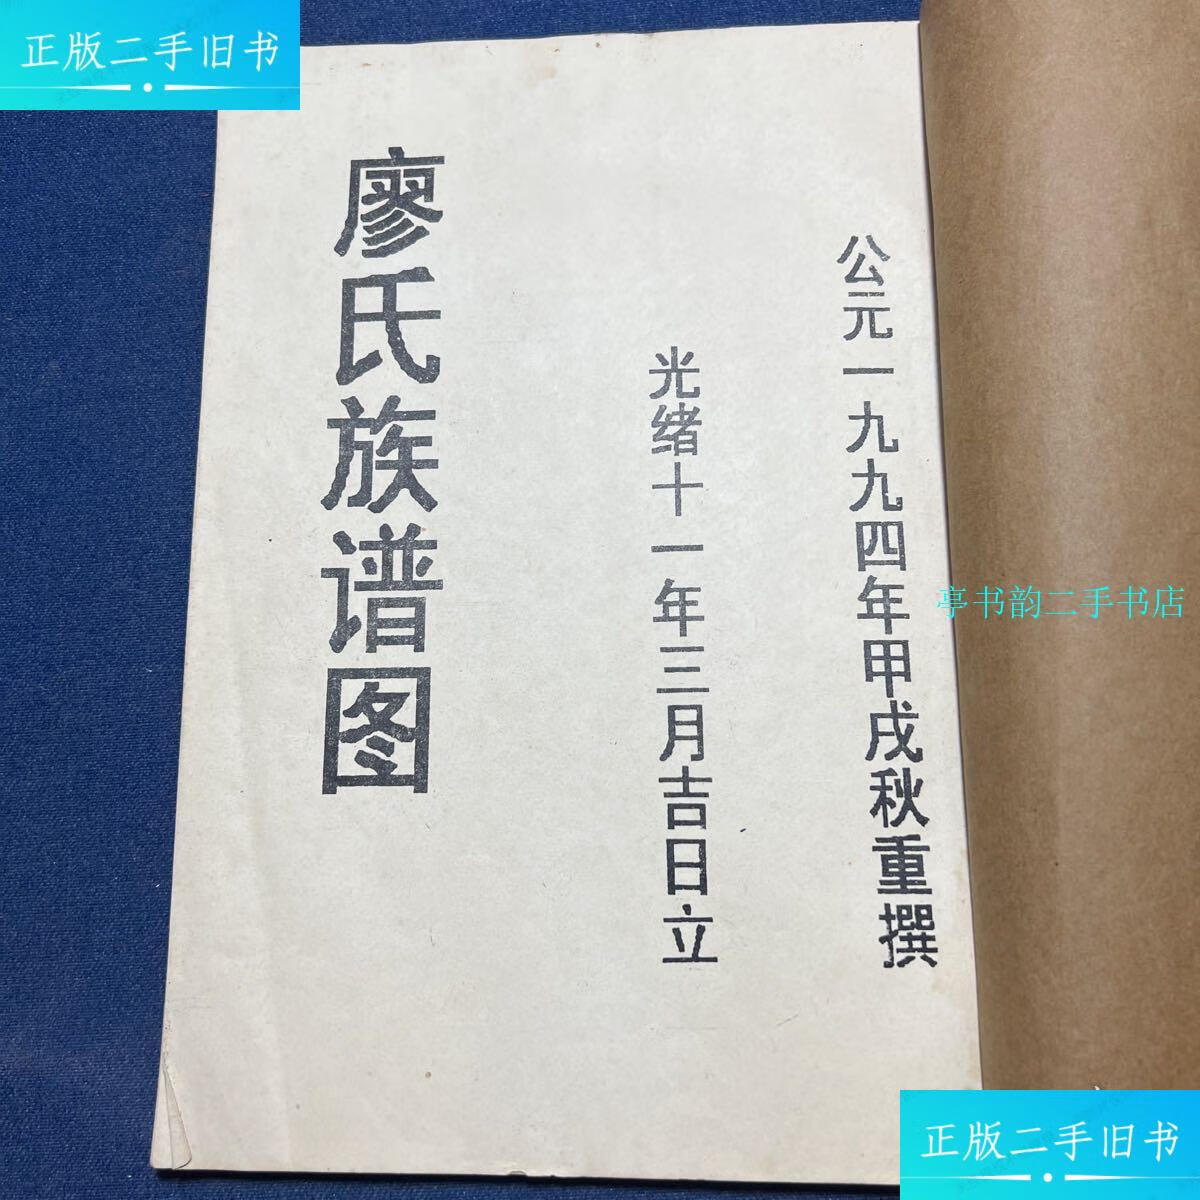 正版二手旧书
公元一九九四年甲戌秋重撰
光绪十一年三月吉日立
廖氏族谱图
亭书韵二手书店
正版二手旧书